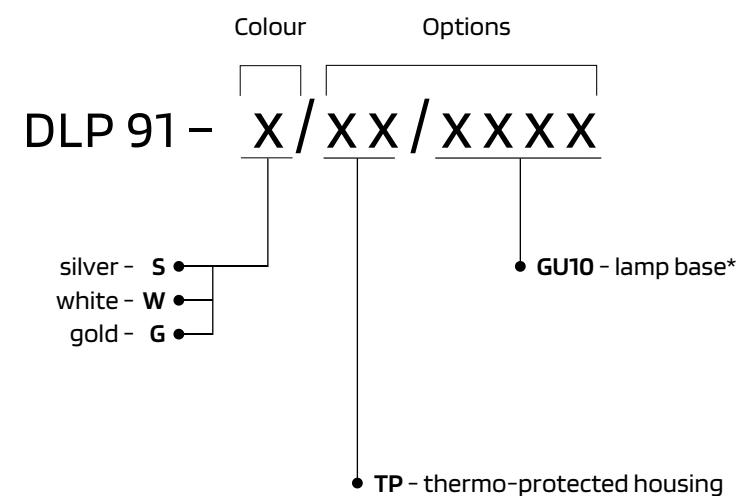 Colour Options
DLP 91 – x/xx/xxxx
silver – S
GU10 – lamp base*
white – W
gold – G
TP – thermo-protected housing